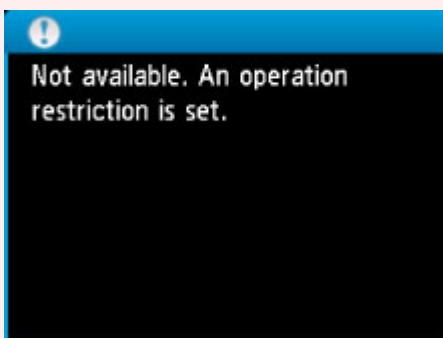 Not available. An operation
restriction is set.